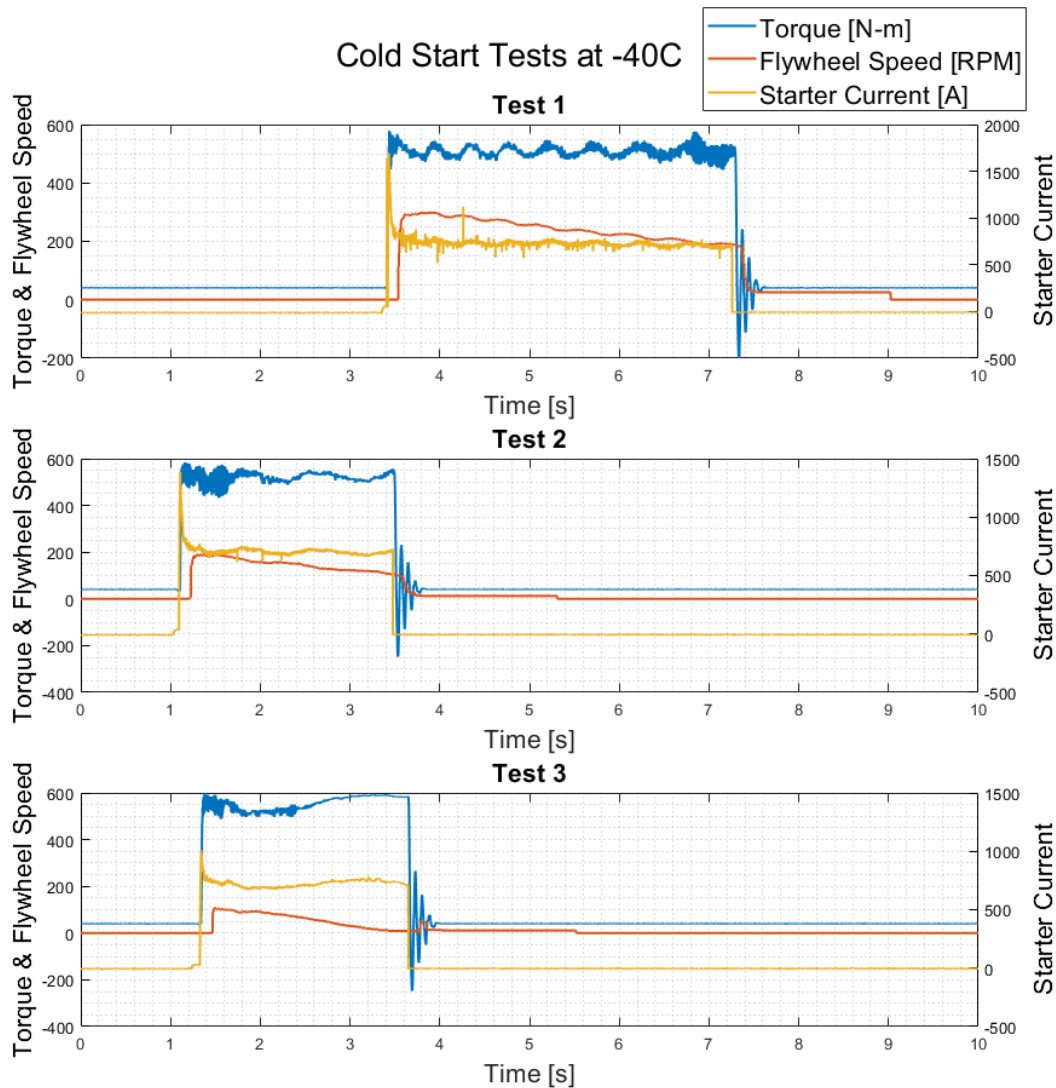 Cold Start Tests at -40C
Torque [N-m]
Flywheel Speed [RPM]
Starter Current [A]
Test 1
Torque & Flywheel Speed
600
400
200
0
-200
2000
1500
1000
500
0
-500
Starter Current
0 1 2 3 4 5 6 7 8 9 10
Time [s]
Test 2
Torque & Flywheel Speed
600
400
200
0
-200
-400
1500
1000
500
0
-500
Starter Current
0 1 2 3 4 5 6 7 8 9 10
Time [s]
Test 3
Torque & Flywheel Speed
600
400
200
0
-200
-400
1500
1000
500
0
-500
Starter Current
0 1 2 3 4 5 6 7 8 9 10
Time [s]